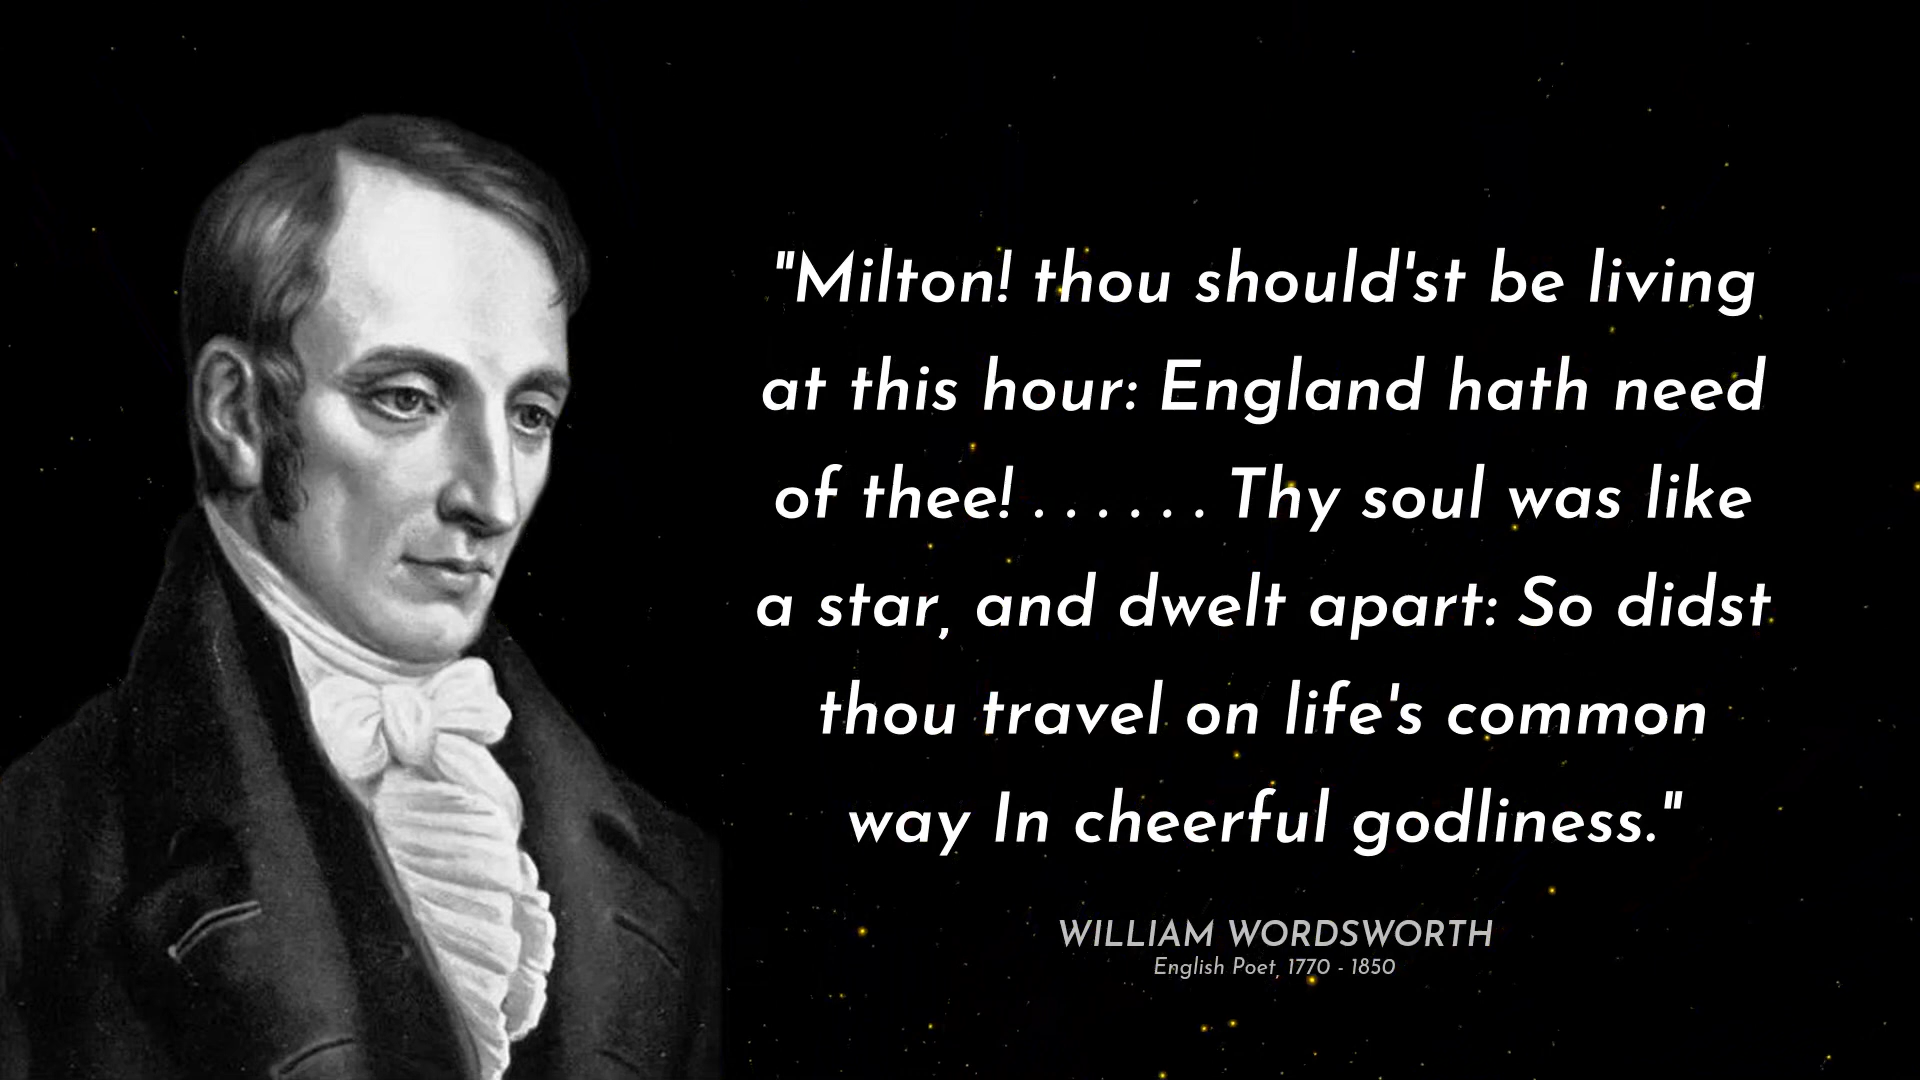 "Milton! thou should'st be living
at this hour: England hath need
of thee! . . . . . . Thy soul was like
a star, and dwelt apart: So didst
thou travel on life's common
way In cheerful godliness."
WILLIAM WORDSWORTH
English Poet, 1770 - 1850